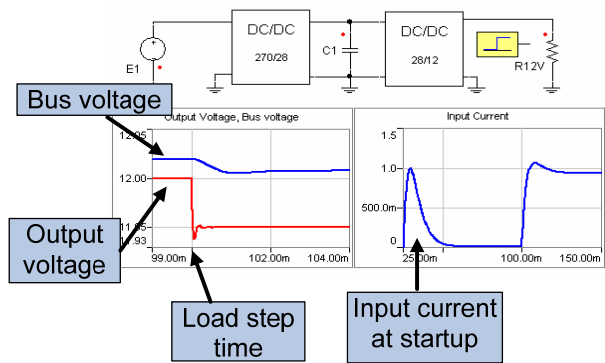 DC/DC
270/28
DC/DC
28/12
E1
C1
R12V
Bus voltage
Output Voltage, Bus voltage
12.05
12.00
11.95
11.93
99.00m
102.00m
104.00m
Output
voltage
Load step
time
Input Current
1.5
1.0
500.0m
0
25.00m
100.00m
150.00m
Input current
at startup